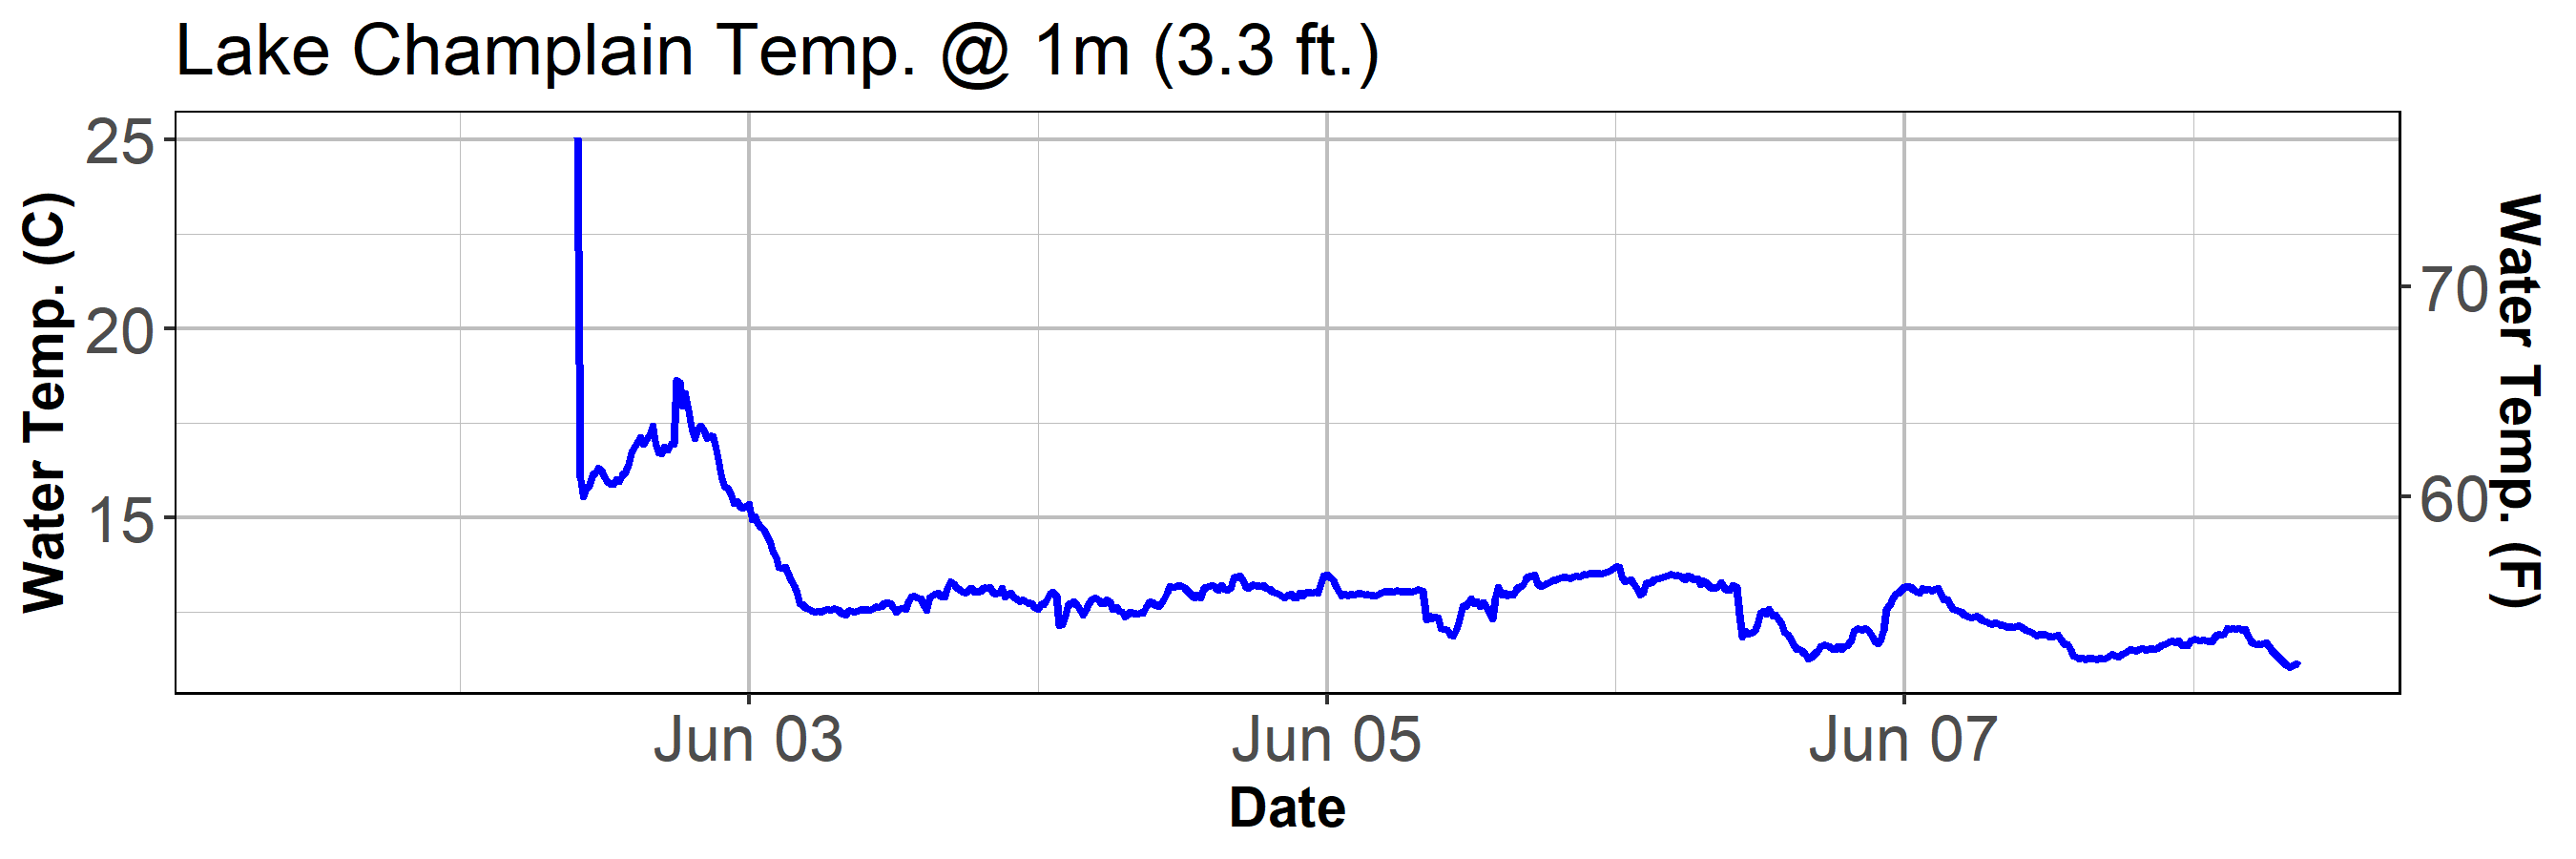 Lake Champlain Temp. @ 1m (3.3 ft.)
Water Temp. (C)
25
20
15
70
60
Water Temp. (F)
Jun 03
Jun 05
Jun 07
Date